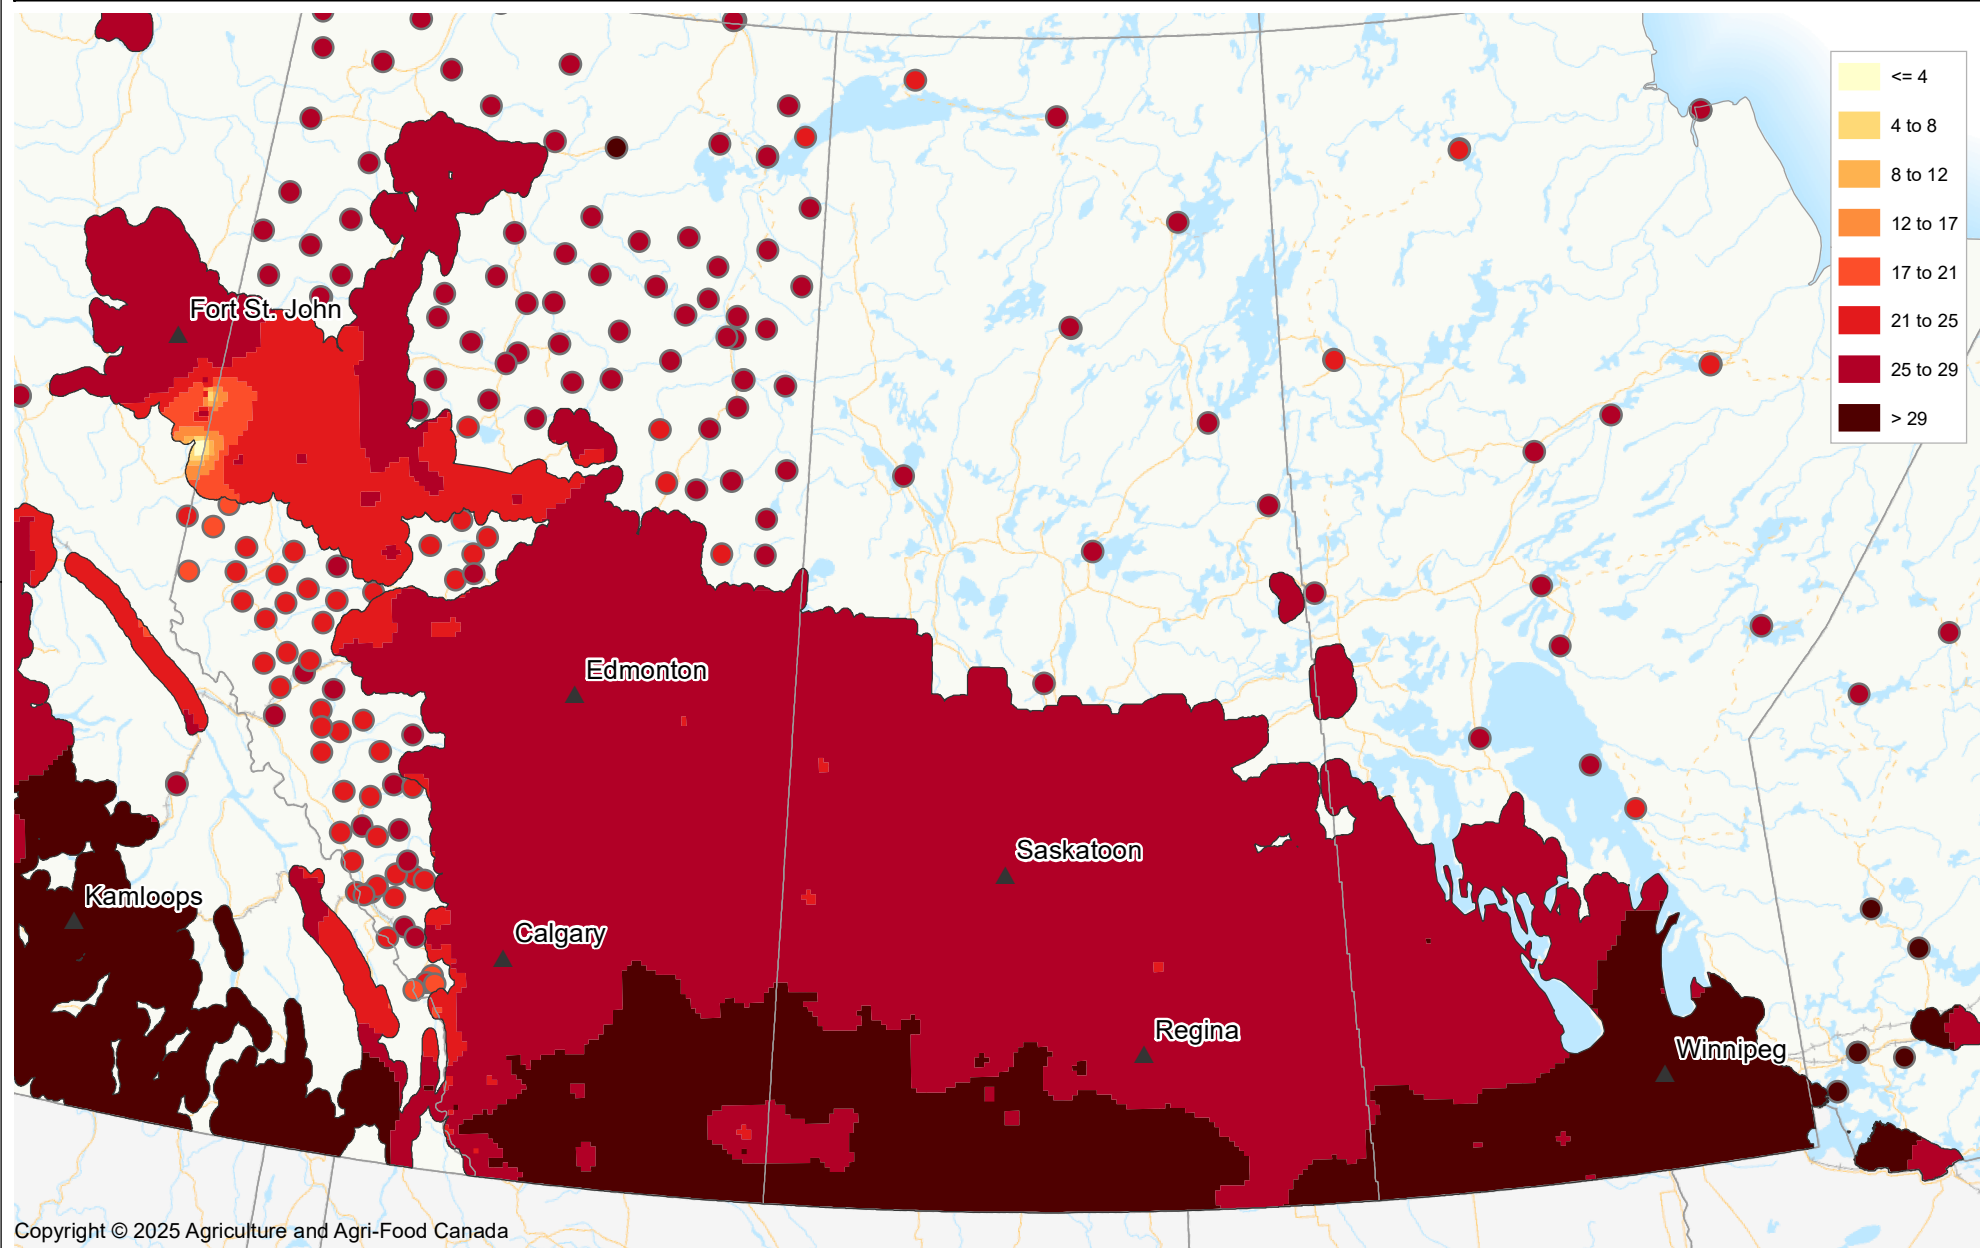 <= 4
4 to 8
8 to 12
12 to 17
17 to 21
21 to 25
25 to 29
> 29
Fort St. John
Edmonton
Saskatoon
Kamloops
Calgary
Regina
Winnipeg
Copyright © 2025 Agriculture and Agri-Food Canada